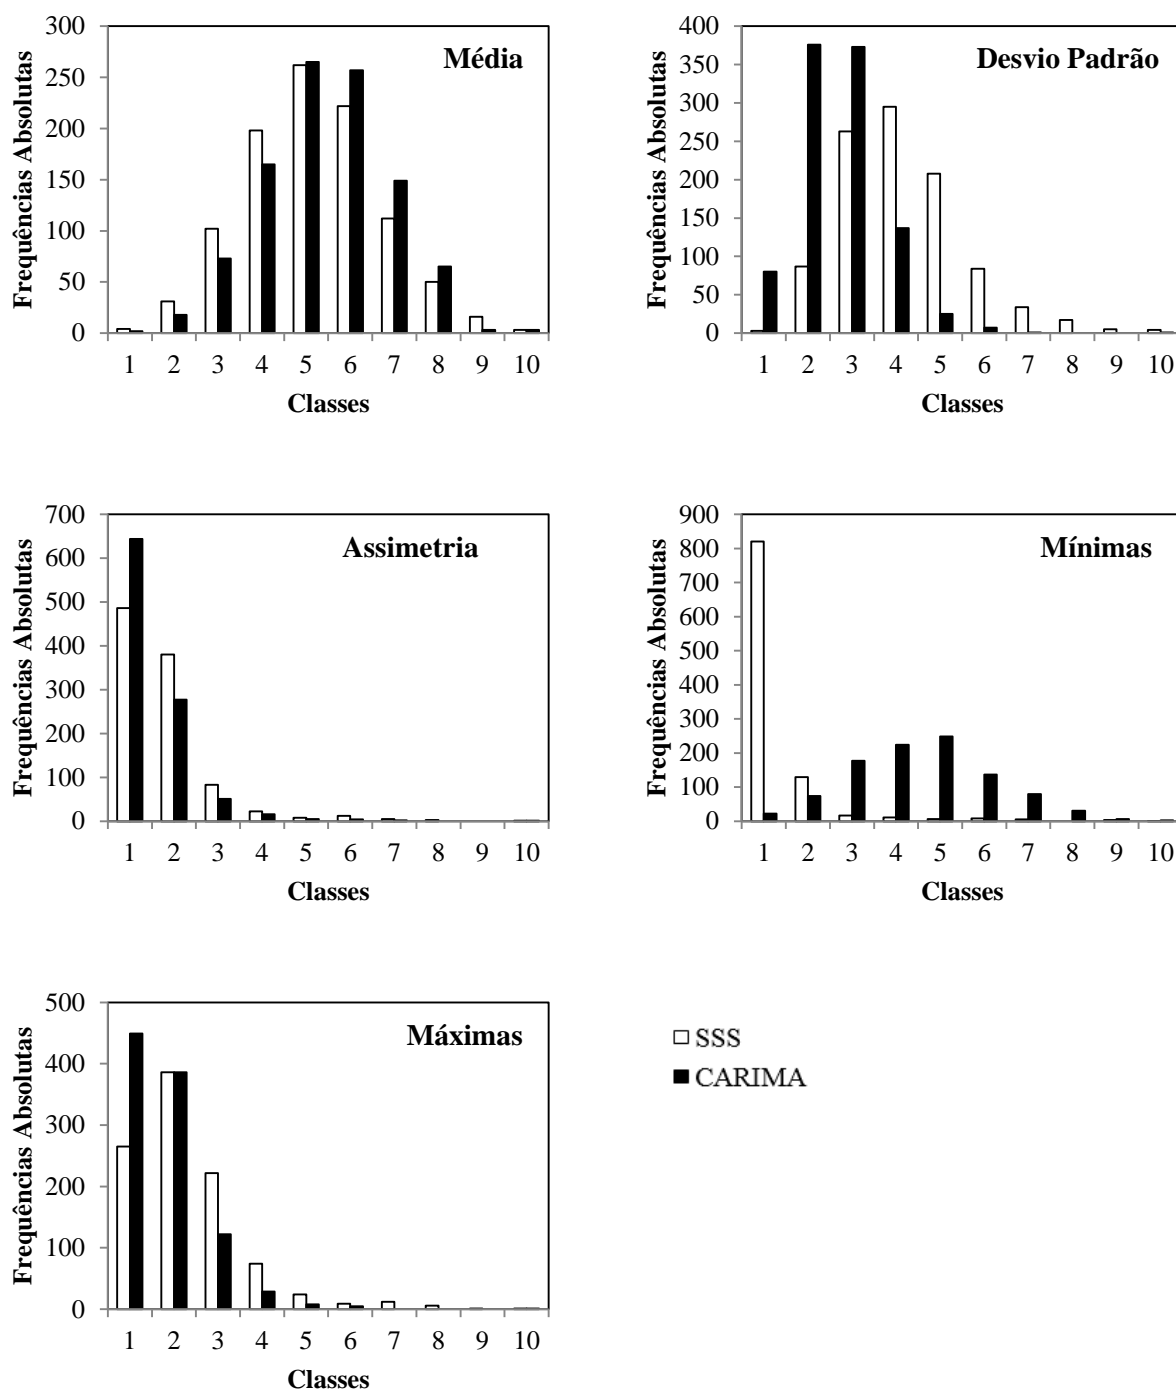 Média
Frequências Absolutas
300
250
200
150
100
50
0
1 2 3 4 5 6 7 8 9 10
Classes
Desvio Padrão
Frequências Absolutas
400
350
300
250
200
150
100
50
0
1 2 3 4 5 6 7 8 9 10
Classes
Assimetria
Frequências Absolutas
700
600
500
400
300
200
100
0
1 2 3 4 5 6 7 8 9 10
Classes
Mínimas
Frequências Absolutas
900
800
700
600
500
400
300
200
100
0
1 2 3 4 5 6 7 8 9 10
Classes
Máximas
Frequências Absolutas
500
400
300
200
100
0
1 2 3 4 5 6 7 8 9 10
Classes
SSS
CARIMA